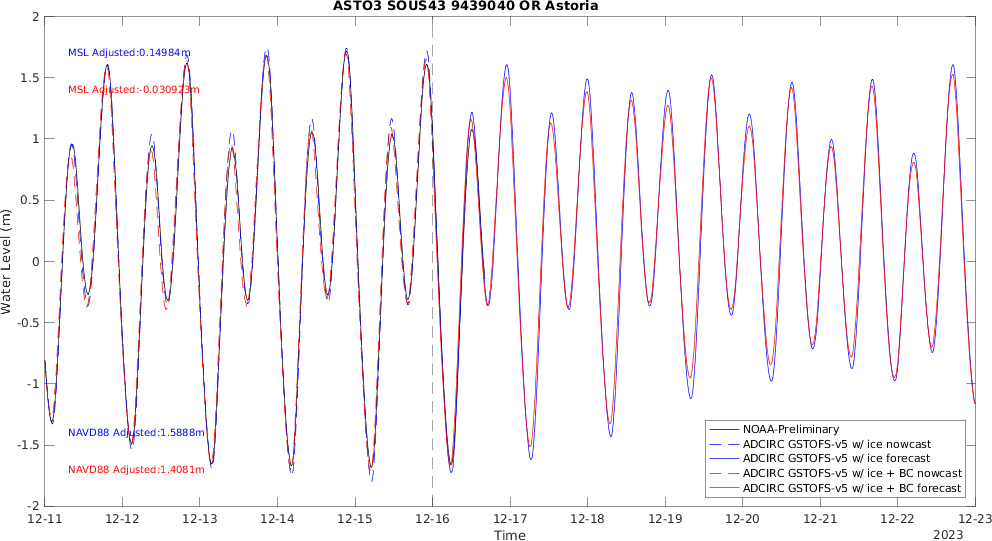 ASTO3 SOUS43 9439040 OR Astoria
2
1.5
1
0.5
0
-0.5
-1
-1.5
-2
Water Level (m)
MSL Adjusted:0.14984m
MSL Adjusted:-0.030923m
NAVD88 Adjusted:1.5888m
NAVD88 Adjusted:1.4081m
NOAA-Preliminary
ADCIRC GSTOFS-v5 w/ ice nowcast
ADCIRC GSTOFS-v5 w/ ice forecast
ADCIRC GSTOFS-v5 w/ ice + BC nowcast
ADCIRC GSTOFS-v5 w/ ice + BC forecast
12-11 12-12 12-13 12-14 12-15 12-16 12-17 12-18 12-19 12-20 12-21 12-22 12-23
Time
2023